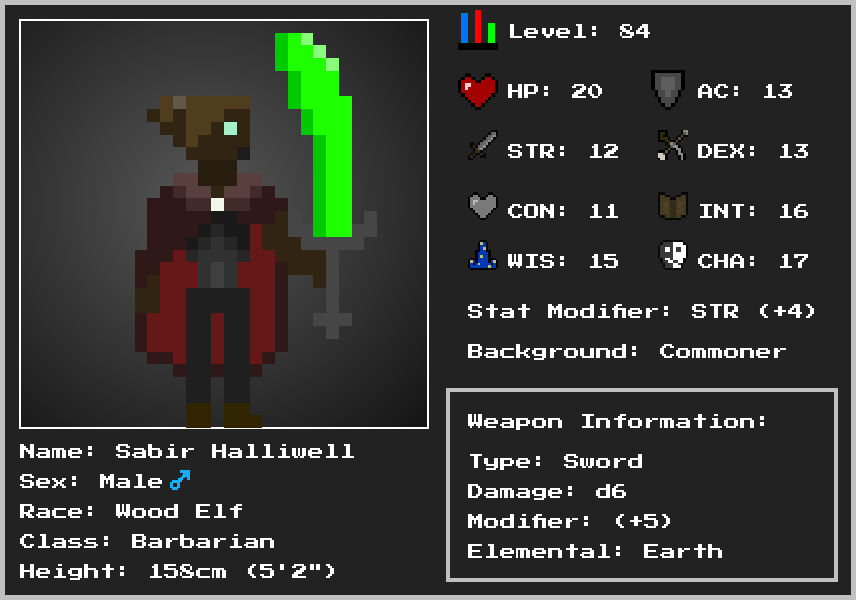 Level: 84
HP: 20 AC: 13
STR: 12 DEX: 13
CON: 11 INT: 16
WIS: 15 CHA: 17
Stat Modifier: STR (+4)
Background: Commoner
Weapon Information:
Type: Sword
Damage: d6
Modifier: (+5)
Elemental: Earth
Name: Sabir Halliwell
Sex: Male ♂
Race: Wood Elf
Class: Barbarian
Height: 158cm (5'2")